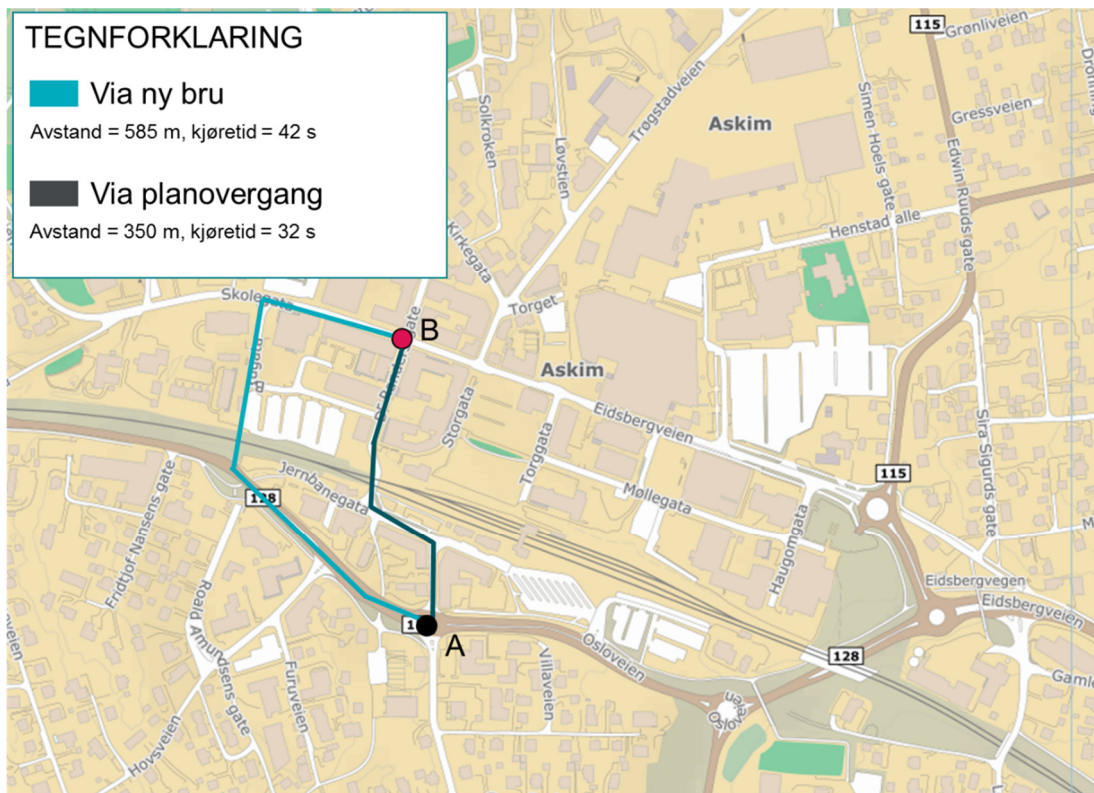 TEGNFORKLARING
Via ny bru
Avstand = 585 m, kjøretid = 42 s
Via planovergang
Avstand = 350 m, kjøretid = 32 s
115
Grønliveien
Gressveien
Solkroken
Løvstien
Trøgstadveien
Askim
Simen Hoels gate
Edwin Ruuds gate
Henstad alle
Kirkegata
Torget
Skolegata
B
Askim
Storgata
Torggata
Eidsbergveien
Møllegata
Haugomgata
115
Sira Sigurds gate
Jernbanegata
128
Fridtjof Nansens gate
Roald Amundsens gate
Furuveien
Hovsveien
A
Villaveien
Osloveien
Osloveien
128
Eidsbergvegen
Eidsbergveien